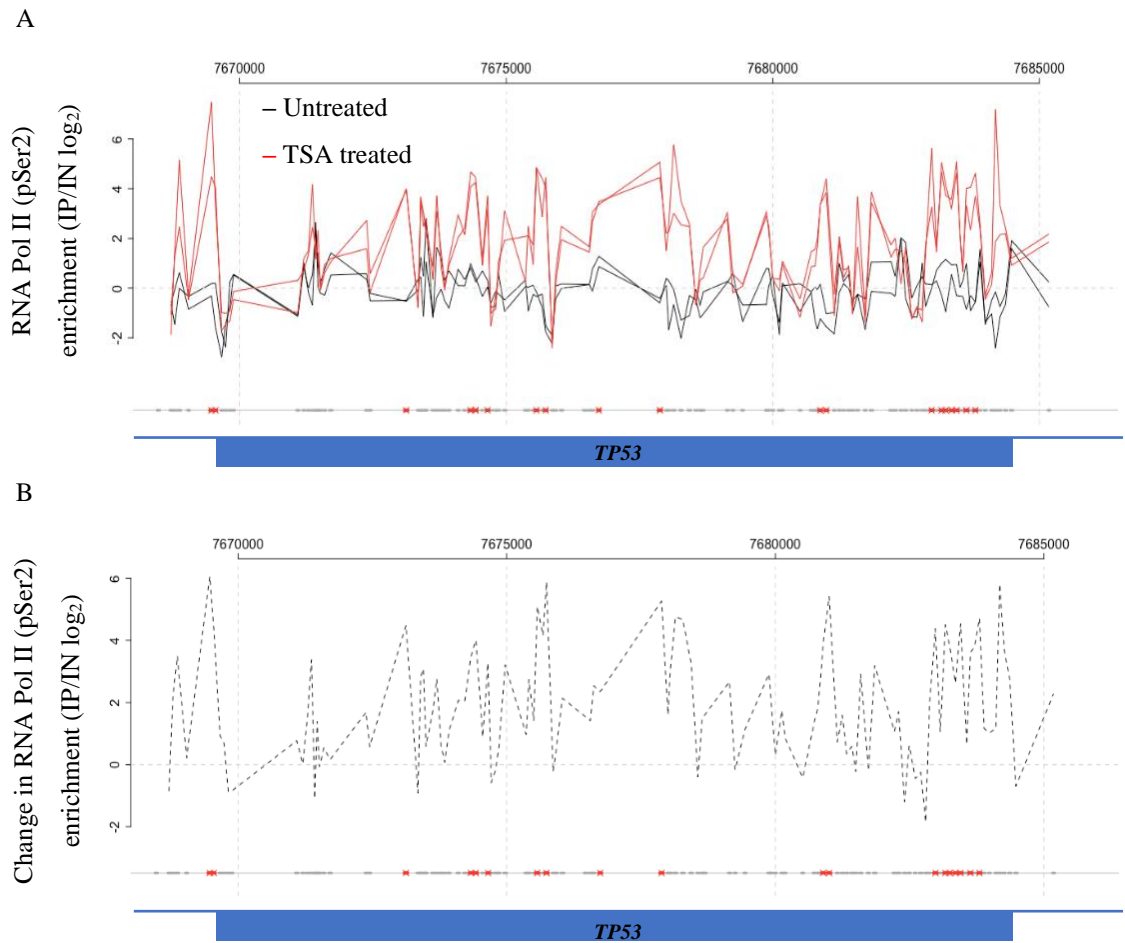 A
7670000 7675000 7680000 7685000
– Untreated
– TSA treated
RNA Pol II (pSer2)
enrichment (IP/IN log₂)
6
4
2
0
-2
TP53
B
7670000 7675000 7680000 7685000
Change in RNA Pol II (pSer2)
enrichment (IP/IN log₂)
6
4
2
0
-2
TP53